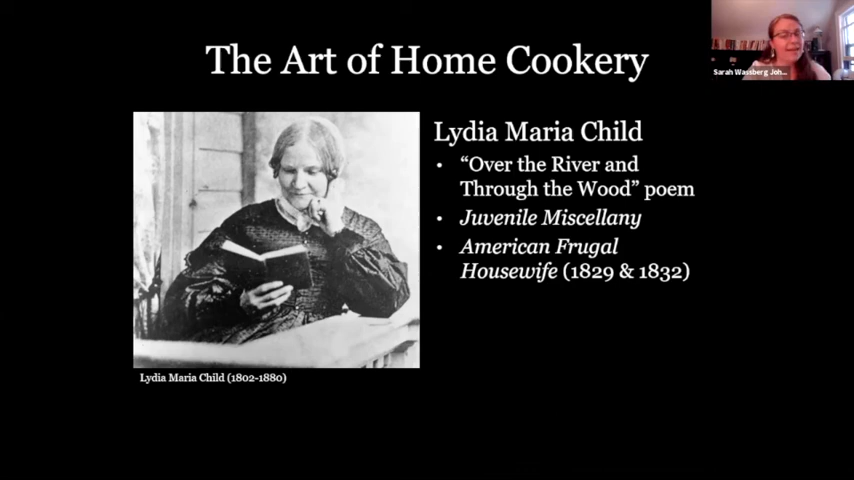 The Art of Home Cookery
Sarah Wassberg Joh...
Lydia Maria Child
• “Over the River and
Through the Wood” poem
• Juvenile Miscellany
• American Frugal
Housewife (1829 & 1832)
Lydia Maria Child (1802-1880)